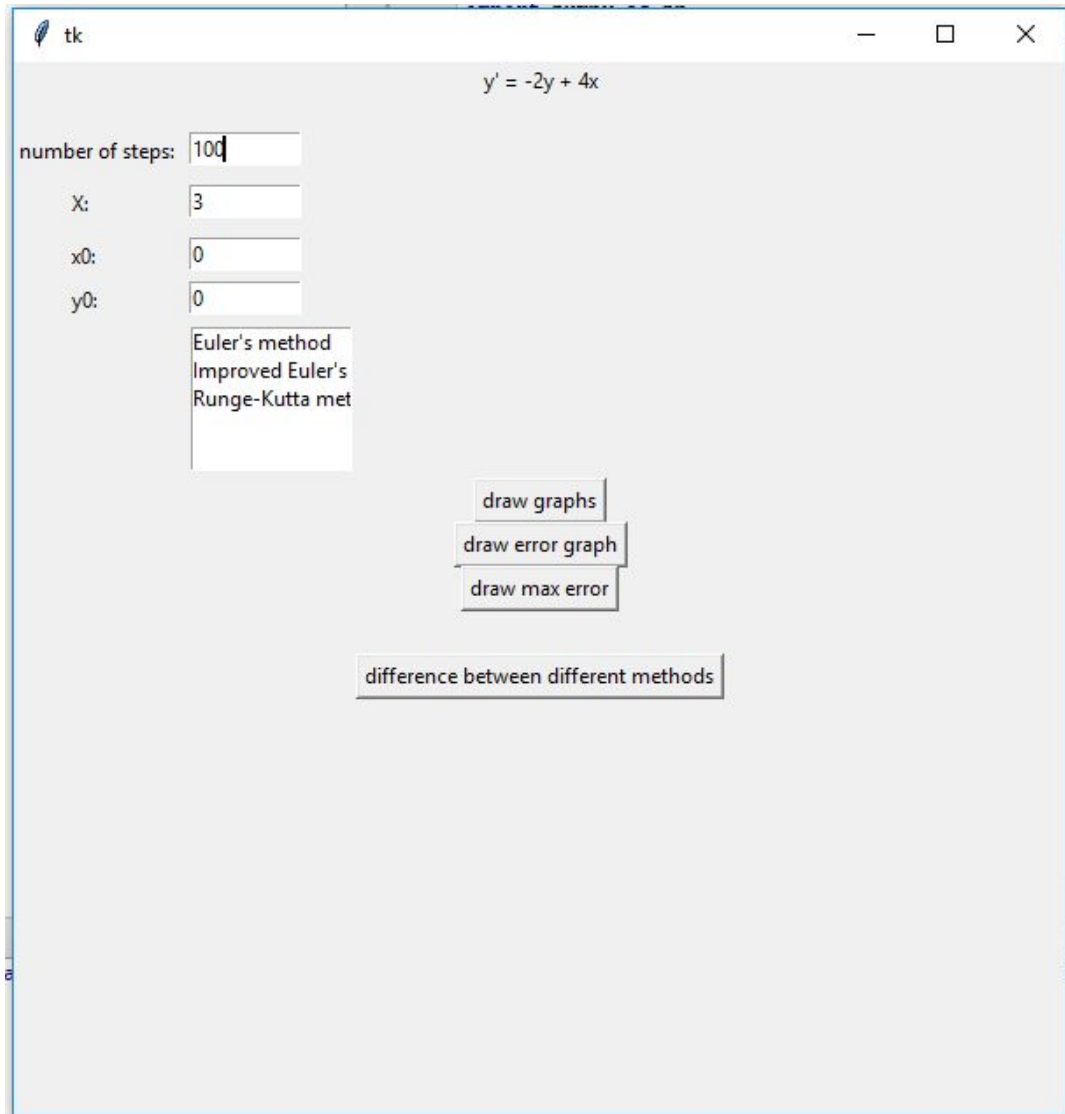 tk
y' = -2y + 4x
number of steps: 100
X: 3
x0: 0
y0: 0
Euler's method
Improved Euler's
Runge-Kutta met
draw graphs
draw error graph
draw max error
difference between different methods